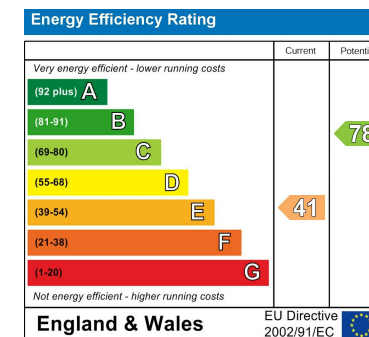 Energy Efficiency Rating
Current Potenti
Very energy efficient - lower running costs
(92 plus) A
(81-91) B
(69-80) C
(55-68) D
(39-54) E
(21-38) F
(1-20) G
41
78
Not energy efficient - higher running costs
England & Wales
EU Directive
2002/91/EC